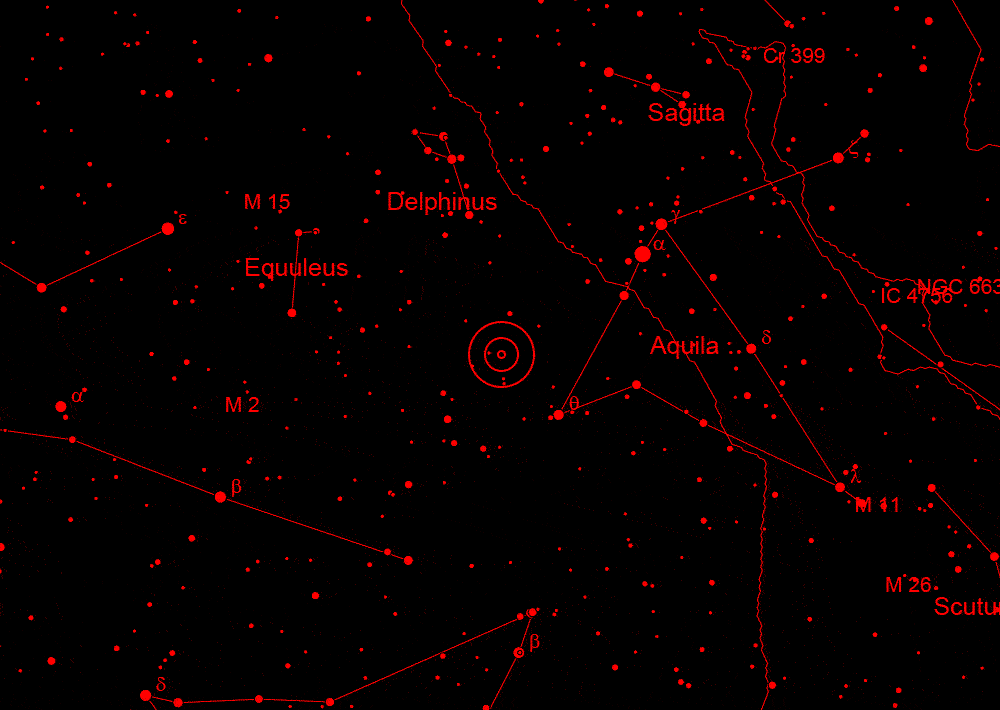 Cr 399
Sagitta
ζ
M 15
Delphinus
ε
γ
α
Equuleus
NGC 663
IC 4756
Aquila
δ
α
M 2
θ
β
λ
M 11
M 26
Scutu
β
δ